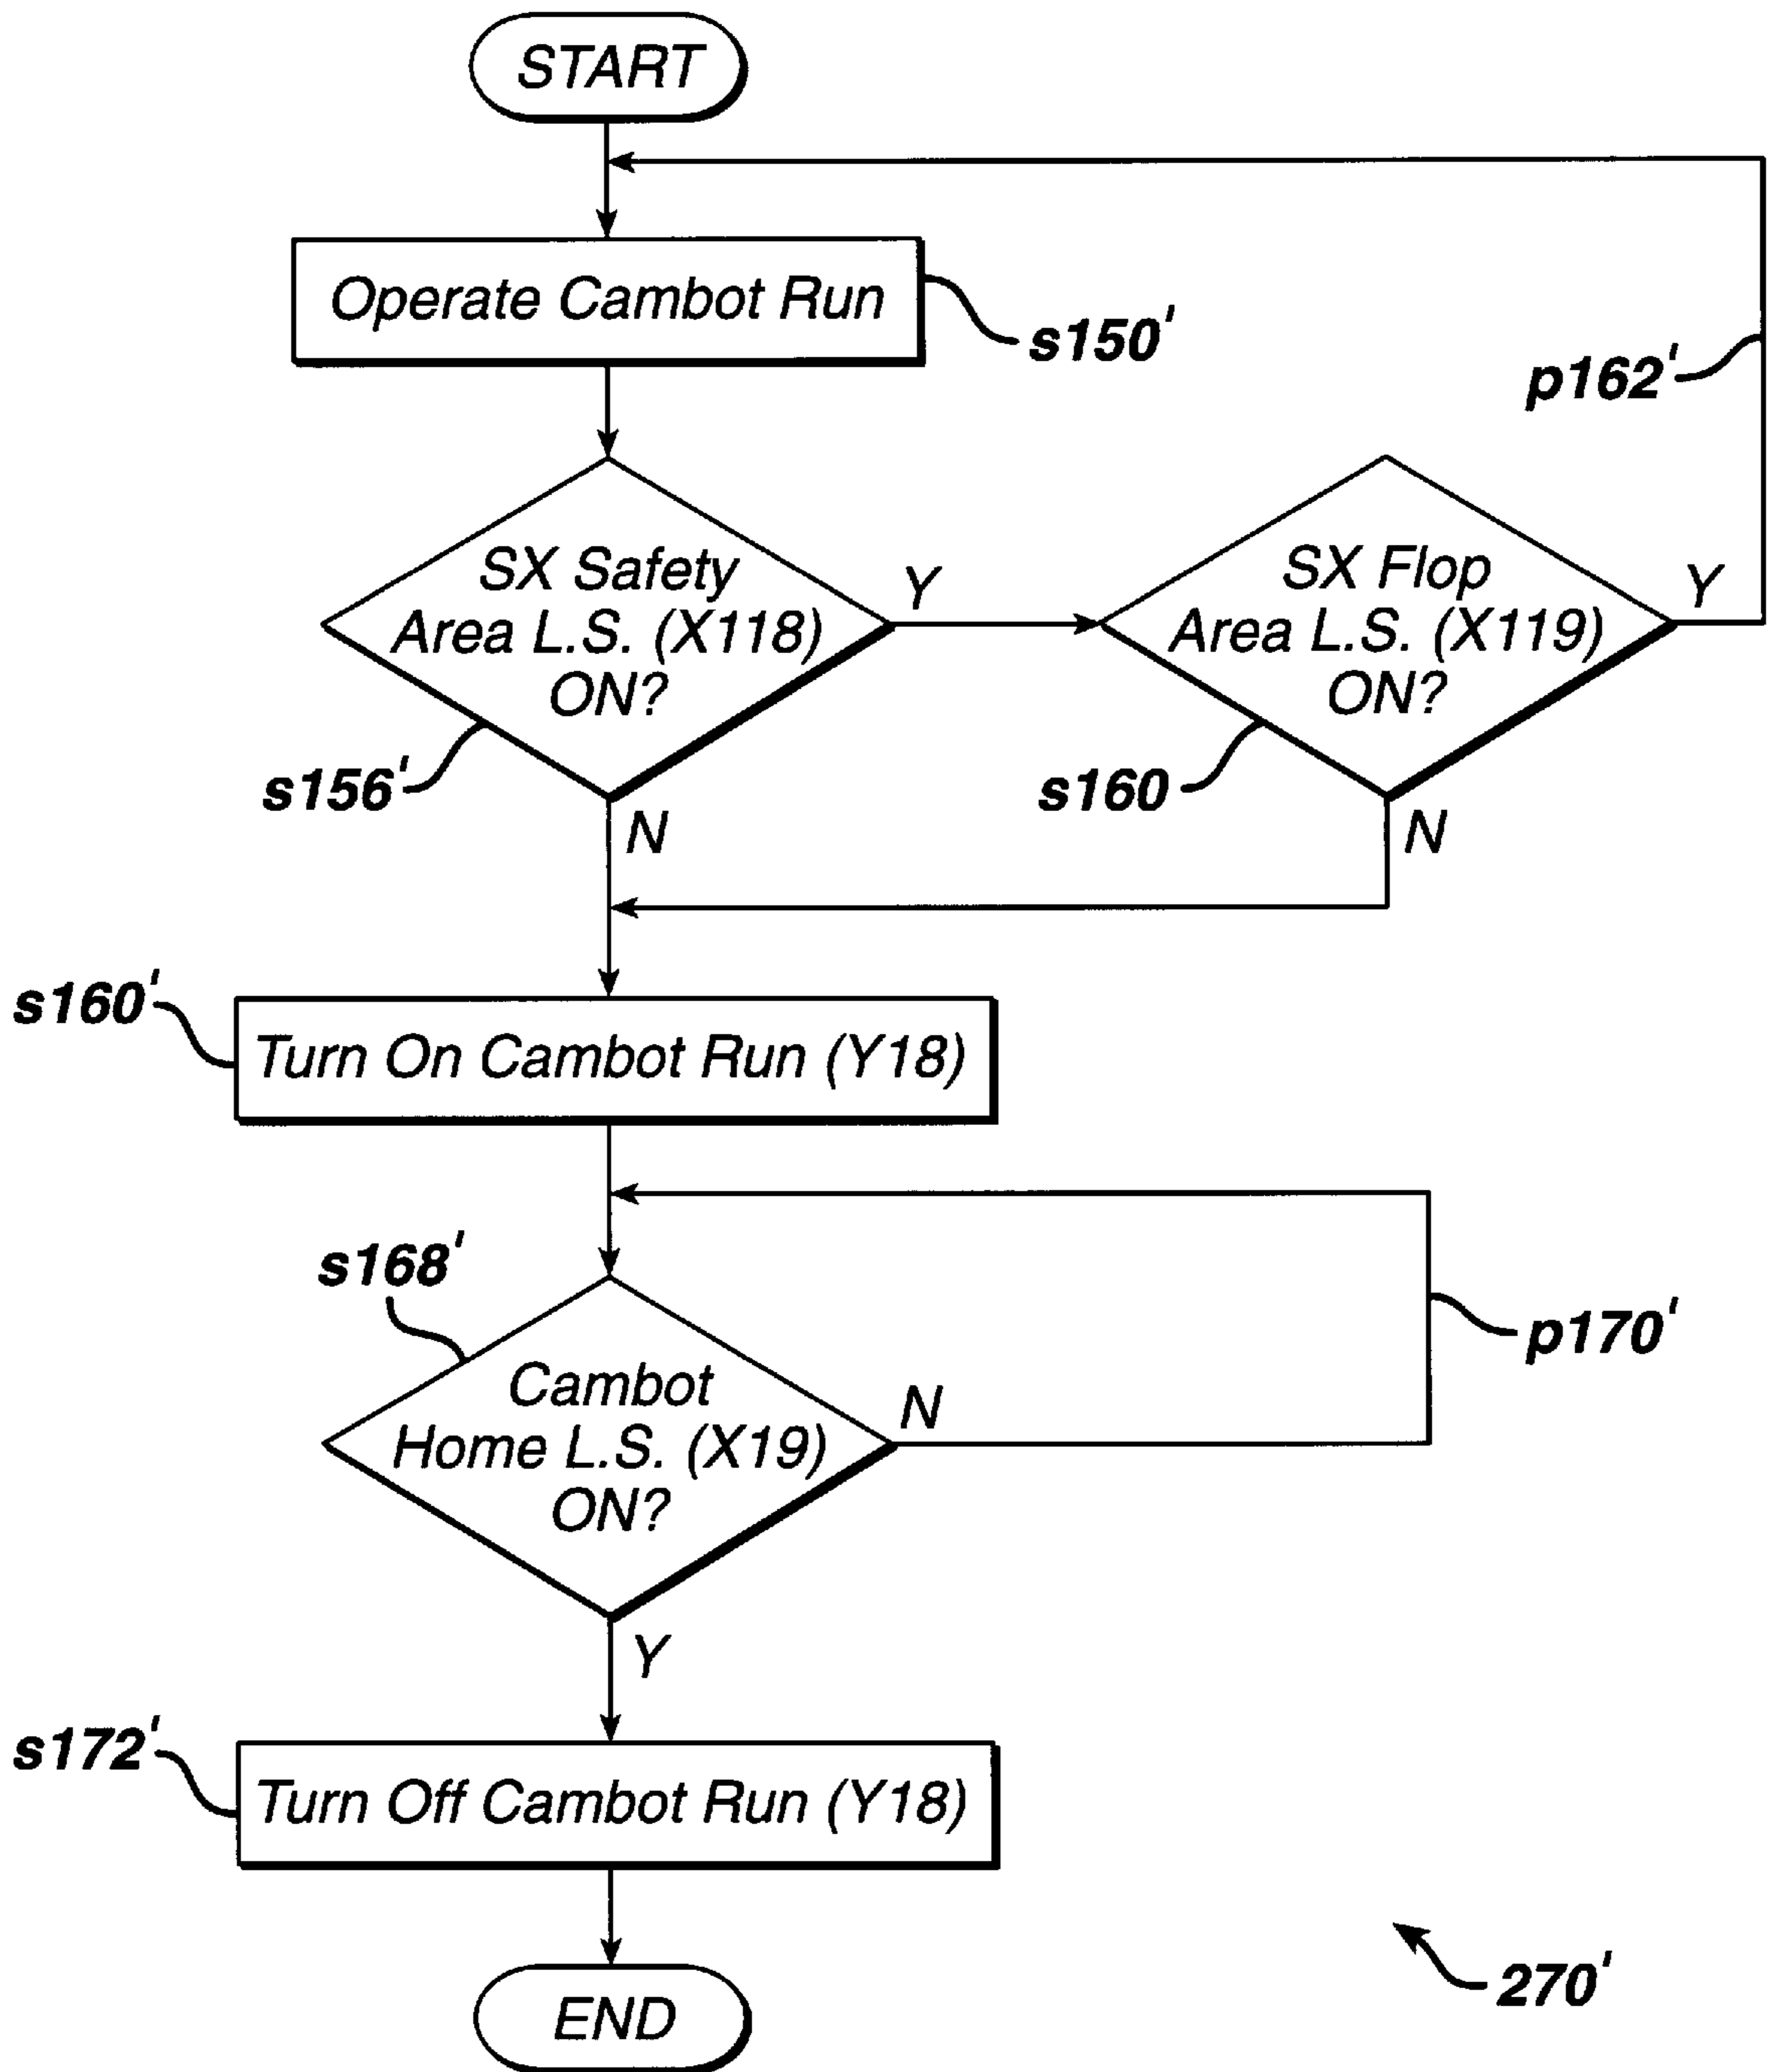 START
Operate Cambot Run
s150'
p162'
SX Safety
Area L.S. (X118)
ON?
Y
SX Flop
Area L.S. (X119)
ON?
Y
s156'
N
s160
N
s160'
Turn On Cambot Run (Y18)
s168'
p170'
Cambot
Home L.S. (X19)
ON?
N
Y
s172'
Turn Off Cambot Run (Y18)
END
270'